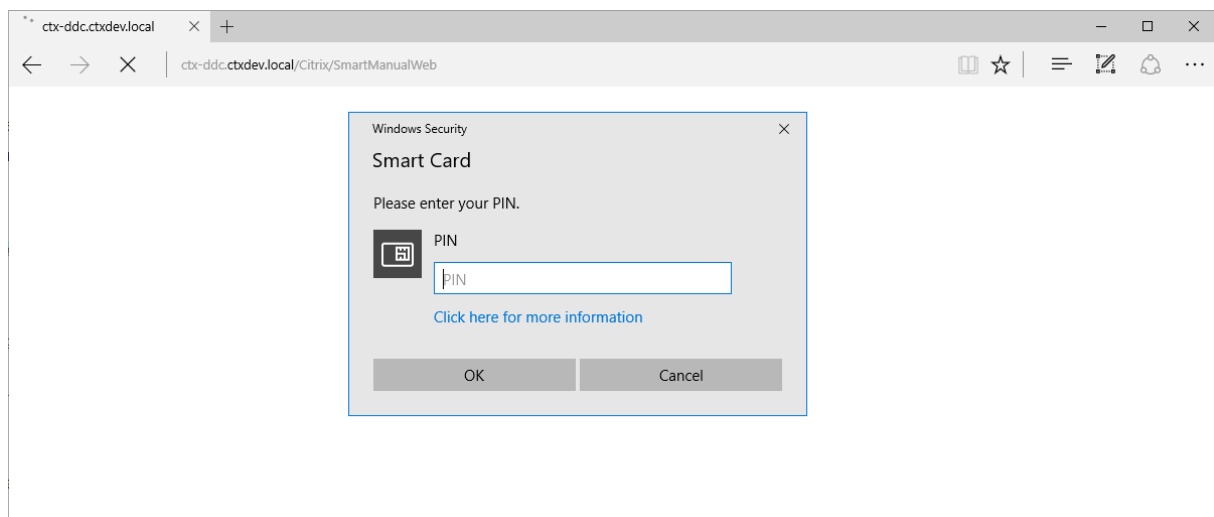 ctx-ddc.ctxdev.local
ctx-ddc.ctxdev.local/Citrix/SmartManualWeb
Windows Security
Smart Card
Please enter your PIN.
PIN
PIN
Click here for more information
OK Cancel